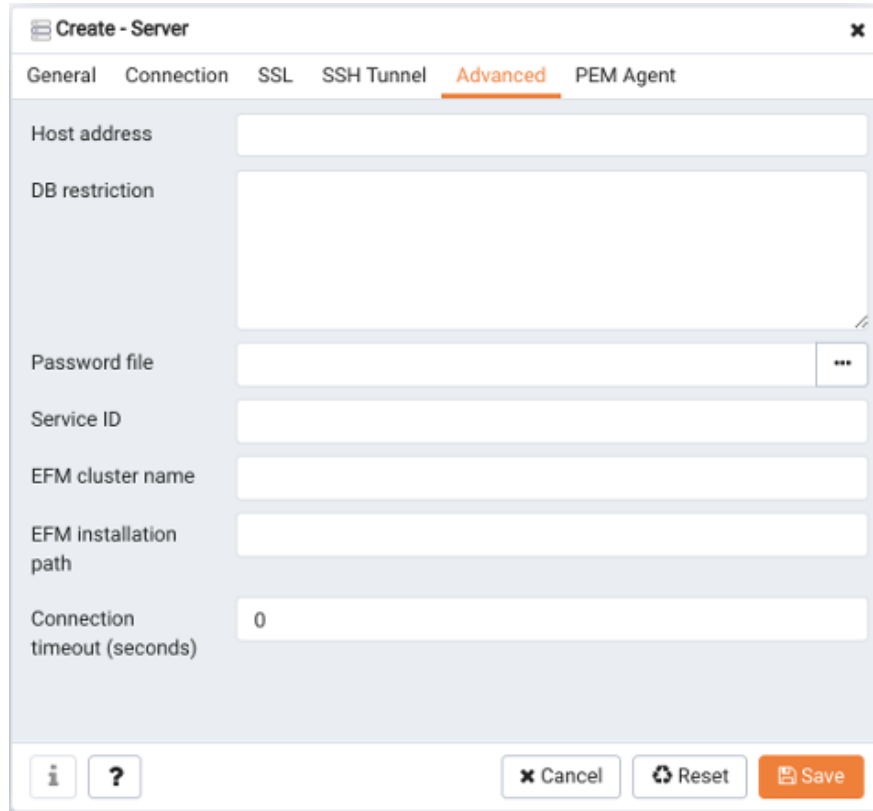 Create - Server
General Connection SSL SSH Tunnel Advanced PEM Agent
Host address
DB restriction
Password file
Service ID
EFM cluster name
EFM installation
path
Connection
timeout (seconds)
0
i ? Cancel Reset Save